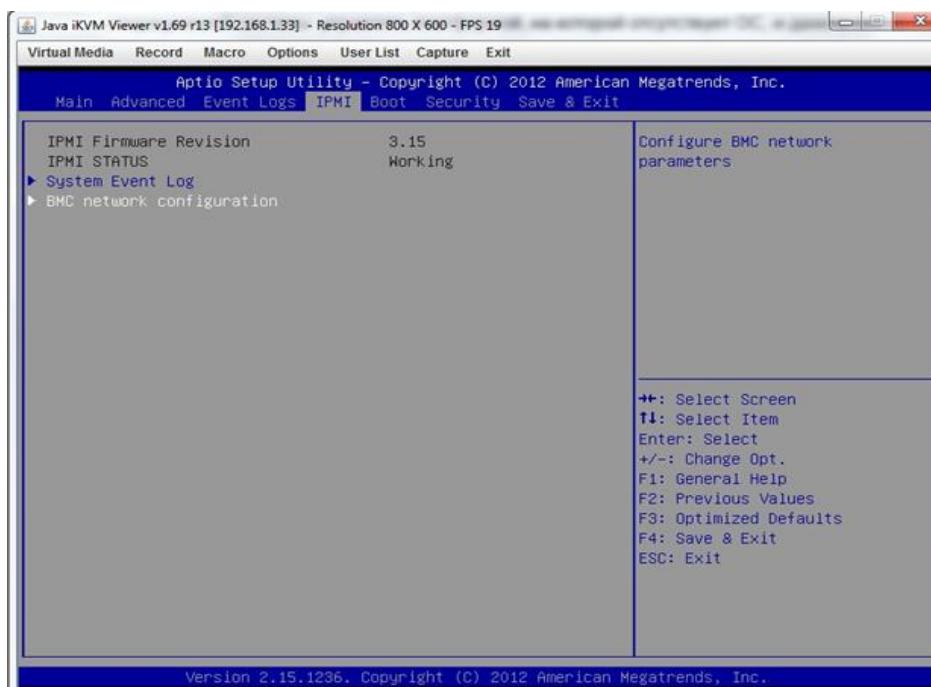 Java iKVM Viewer v1.69 r13 [192.168.1.33] - Resolution 800 X 600 - FPS 19
Virtual Media Record Macro Options User List Capture Exit
Aptio Setup Utility – Copyright (C) 2012 American Megatrends, Inc.
Main Advanced Event Logs IPMI Boot Security Save & Exit
IPMI Firmware Revision 3.15
IPMI STATUS Working
▶ System Event Log
▶ BMC network configuration
Configure BMC network
parameters
→←: Select Screen
↑↓: Select Item
Enter: Select
+/-: Change Opt.
F1: General Help
F2: Previous Values
F3: Optimized Defaults
F4: Save & Exit
ESC: Exit
Version 2.15.1236. Copyright (C) 2012 American Megatrends, Inc.